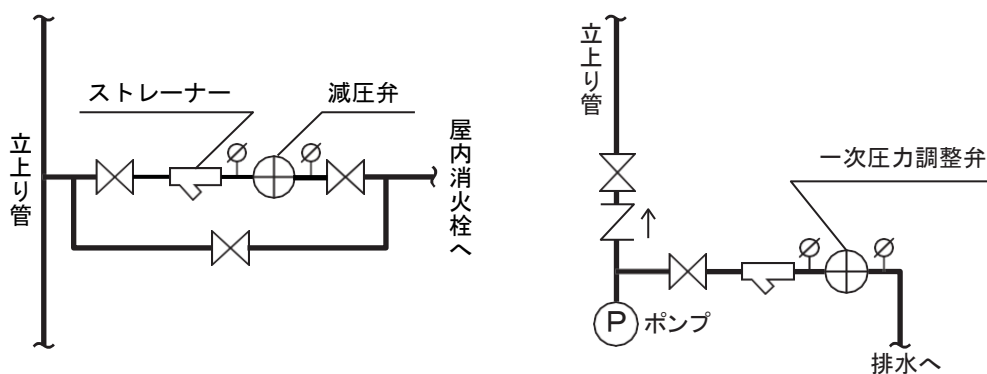 立上り管
ストレーナー
減圧弁
屋内消火栓へ
立上り管
一次圧力調整弁
P
ポンプ
排水へ